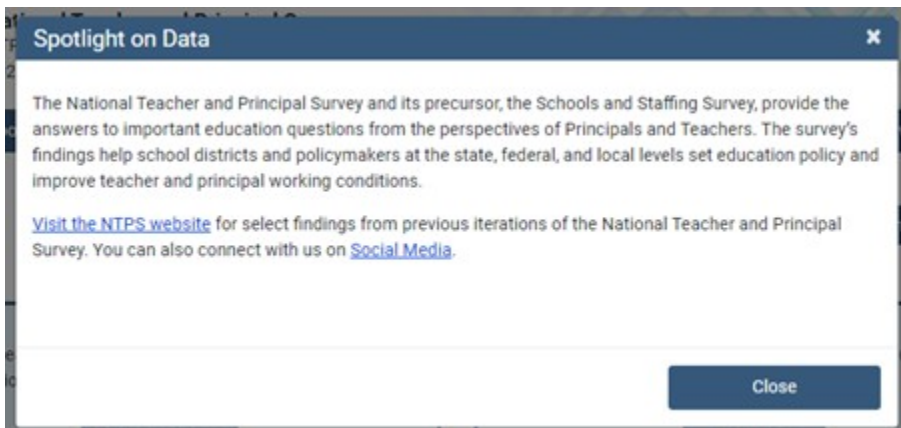 Spotlight on Data
The National Teacher and Principal Survey and its precursor, the Schools and Staffing Survey, provide the
answers to important education questions from the perspectives of Principals and Teachers. The survey's
findings help school districts and policymakers at the state, federal, and local levels set education policy and
improve teacher and principal working conditions.
Visit the NTPS website for select findings from previous iterations of the National Teacher and Principal
Survey. You can also connect with us on Social Media.
Close